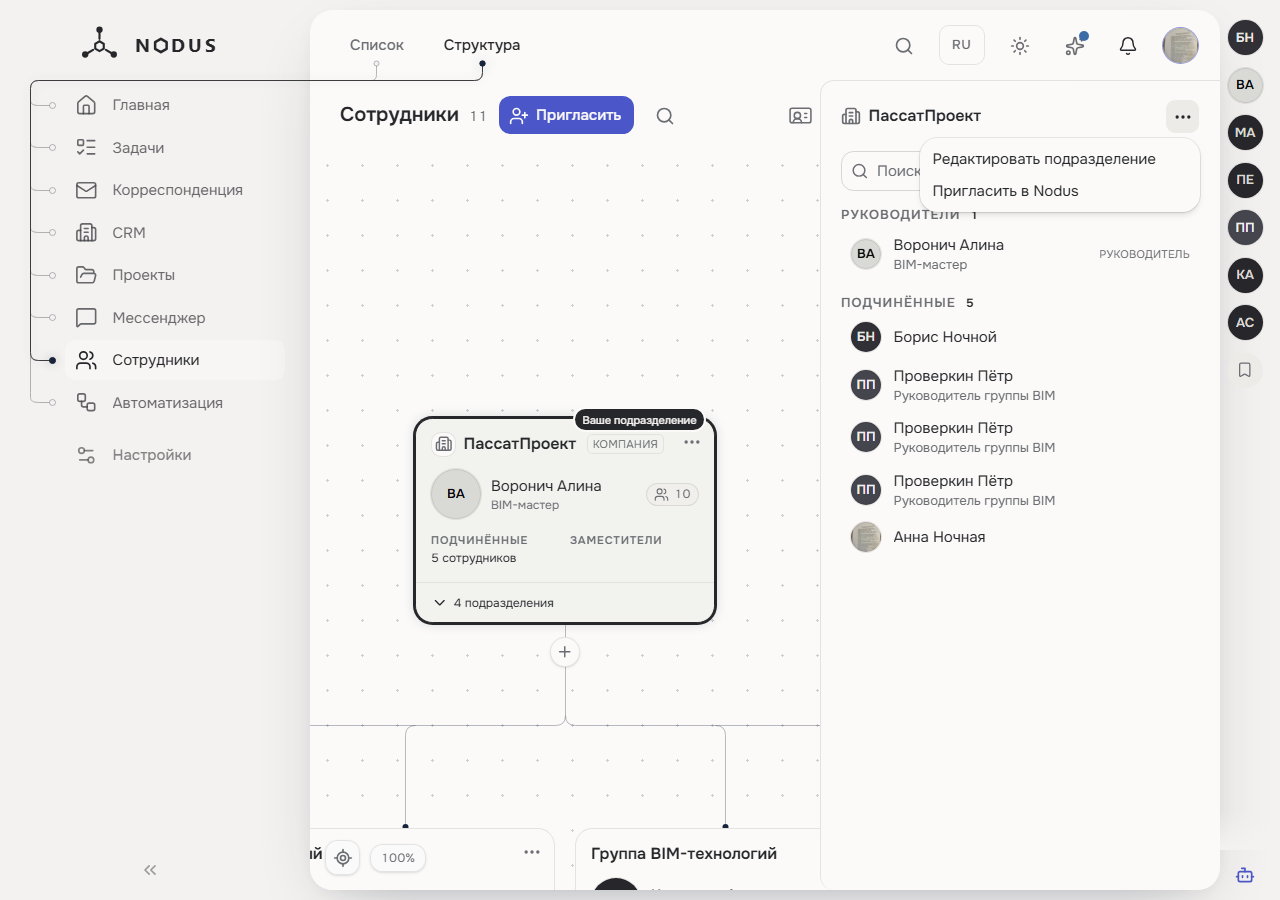 NODUS
Список
Структура
RU
БН
ВА
МА
ПЕ
ПП
КА
АС
Главная
Задачи
Корреспонденция
CRM
Проекты
Мессенджер
Сотрудники
Автоматизация
Настройки
Сотрудники 11
Пригласить
Ваше подразделение
ПассатПроект
КОМПАНИЯ
ВА
Воронич Алина
BIM-мастер
10
ПОДЧИНЁННЫЕ
ЗАМЕСТИТЕЛИ
5 сотрудников
4 подразделения
100%
Группа BIM-технологий
ПассатПроект
Редактировать подразделение
Пригласить в Nodus
Поиск
РУКОВОДИТЕЛИ 1
ВА
Воронич Алина
BIM-мастер
РУКОВОДИТЕЛЬ
ПОДЧИНЁННЫЕ 5
БН
Борис Ночной
ПП
Проверкин Пётр
Руководитель группы BIM
ПП
Проверкин Пётр
Руководитель группы BIM
ПП
Проверкин Пётр
Руководитель группы BIM
Анна Ночная